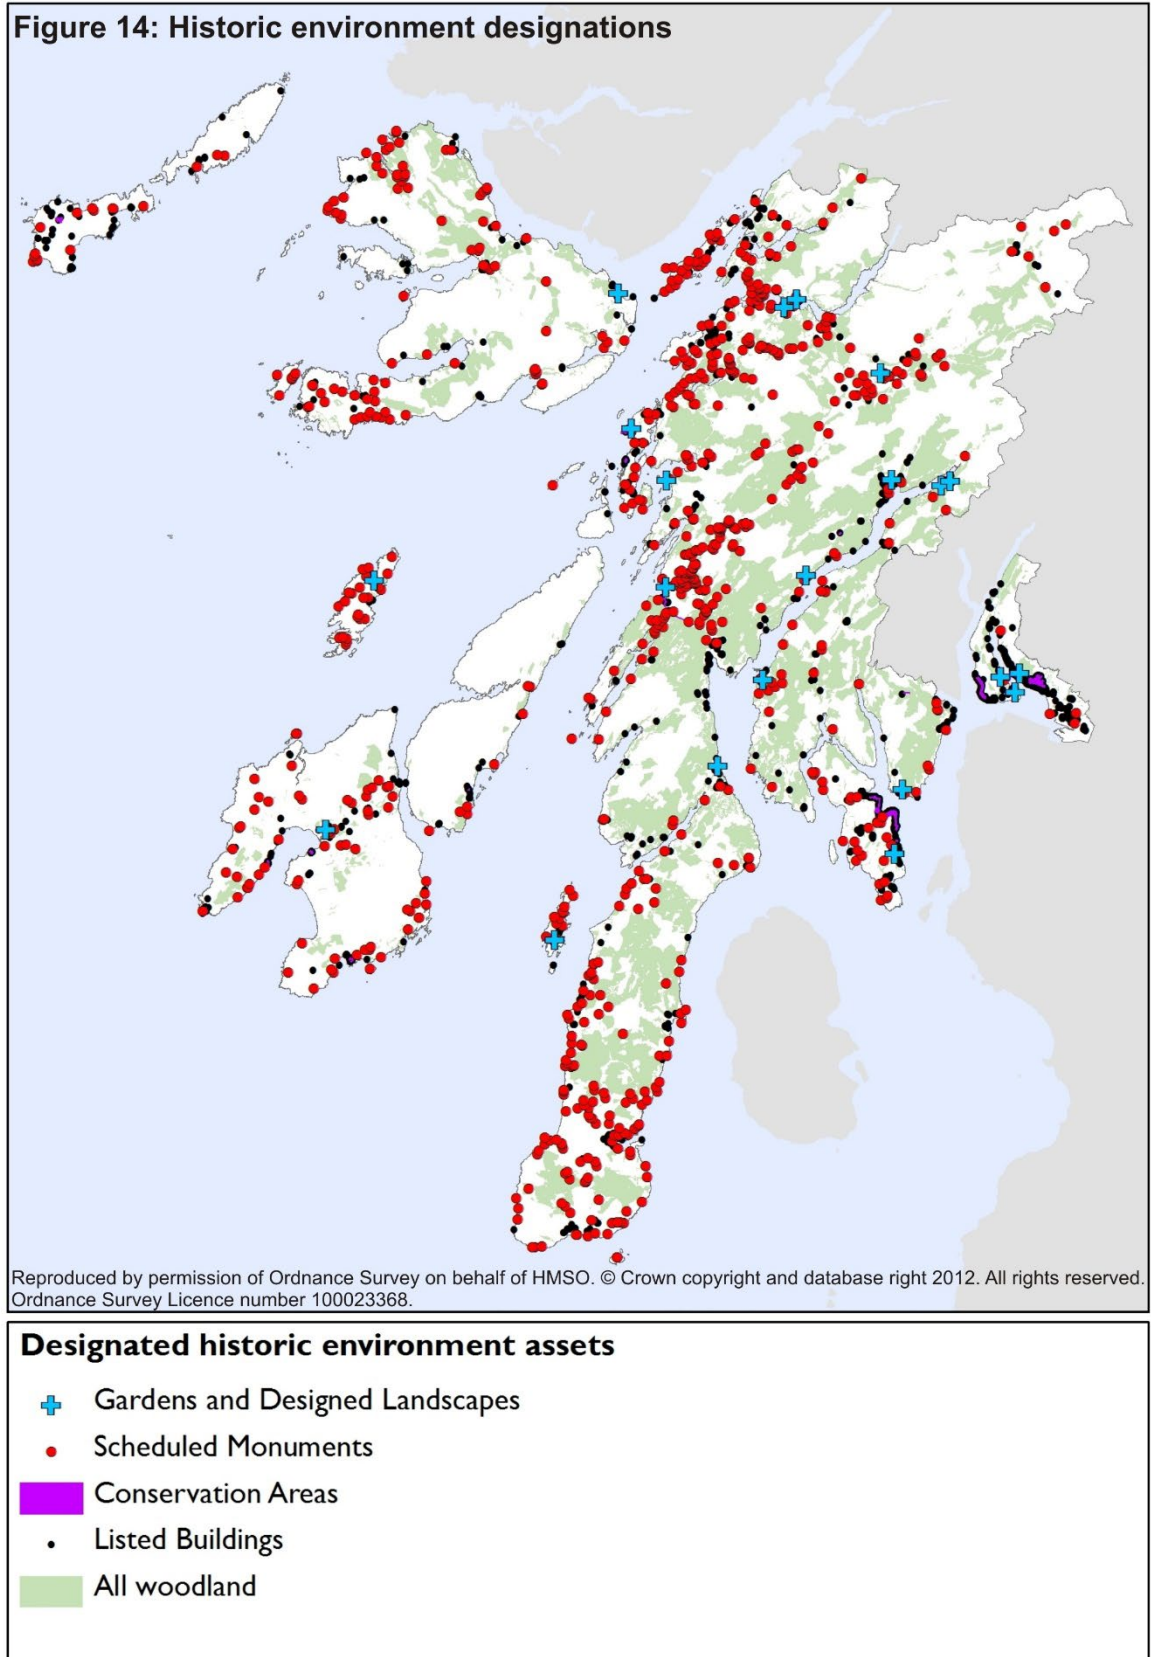 Figure 14: Historic environment designations
Reproduced by permission of Ordnance Survey on behalf of HMSO. © Crown copyright and database right 2012. All rights reserved.
Ordnance Survey Licence number 100023368.
Designated historic environment assets
Gardens and Designed Landscapes
Scheduled Monuments
Conservation Areas
Listed Buildings
All woodland